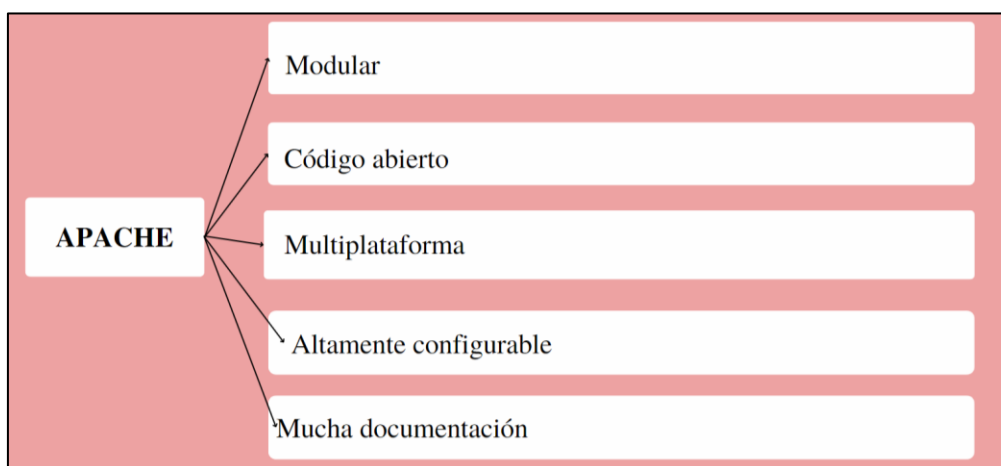 Modular
Código abierto
APACHE
Multiplataforma
Altamente configurable
Mucha documentación